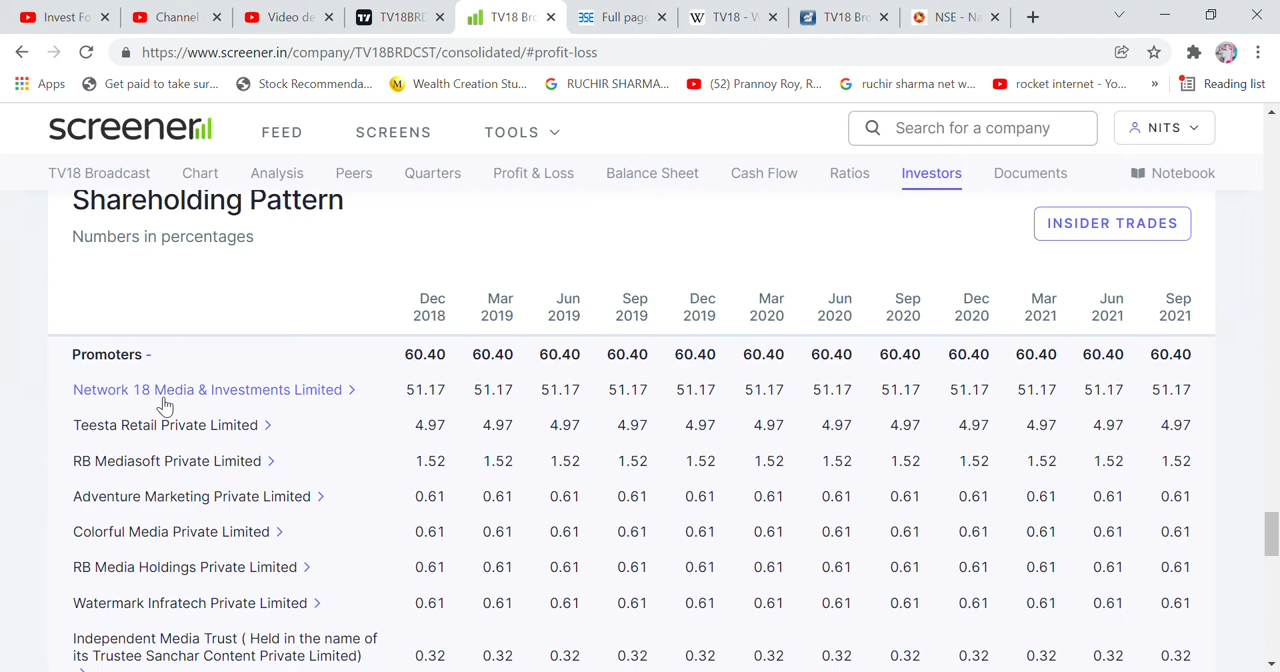 Invest Fo
Channel
Video de
TV18BRD
TV18 Bro
BSE Full page
W TV18 - W
TV18 Bro
NSE - Na
https://www.screener.in/company/TV18BRDCST/consolidated/#profit-loss
Apps
Get paid to take sur...
Stock Recommenda...
M Wealth Creation Stu...
G RUCHIR SHARMA...
(52) Prannoy Roy, R...
G ruchir sharma net w...
rocket internet - Yo...
»
Reading list
screener
FEED
SCREENS
TOOLS
Search for a company
NITS
TV18 Broadcast Chart Analysis Peers Quarters Profit & Loss Balance Sheet Cash Flow Ratios Investors Documents Notebook
Shareholding Pattern
Numbers in percentages
INSIDER TRADES
Dec Mar Jun Sep Dec Mar Jun Sep Dec Mar Jun Sep
2018 2019 2019 2019 2019 2020 2020 2020 2020 2021 2021 2021
Promoters - 60.40 60.40 60.40 60.40 60.40 60.40 60.40 60.40 60.40 60.40 60.40 60.40
Network 18 Media & Investments Limited > 51.17 51.17 51.17 51.17 51.17 51.17 51.17 51.17 51.17 51.17 51.17 51.17
Teesta Retail Private Limited > 4.97 4.97 4.97 4.97 4.97 4.97 4.97 4.97 4.97 4.97 4.97 4.97
RB Mediasoft Private Limited > 1.52 1.52 1.52 1.52 1.52 1.52 1.52 1.52 1.52 1.52 1.52 1.52
Adventure Marketing Private Limited > 0.61 0.61 0.61 0.61 0.61 0.61 0.61 0.61 0.61 0.61 0.61 0.61
Colorful Media Private Limited > 0.61 0.61 0.61 0.61 0.61 0.61 0.61 0.61 0.61 0.61 0.61 0.61
RB Media Holdings Private Limited > 0.61 0.61 0.61 0.61 0.61 0.61 0.61 0.61 0.61 0.61 0.61 0.61
Watermark Infratech Private Limited > 0.61 0.61 0.61 0.61 0.61 0.61 0.61 0.61 0.61 0.61 0.61 0.61
Independent Media Trust ( Held in the name of
its Trustee Sanchar Content Private Limited) 0.32 0.32 0.32 0.32 0.32 0.32 0.32 0.32 0.32 0.32 0.32 0.32